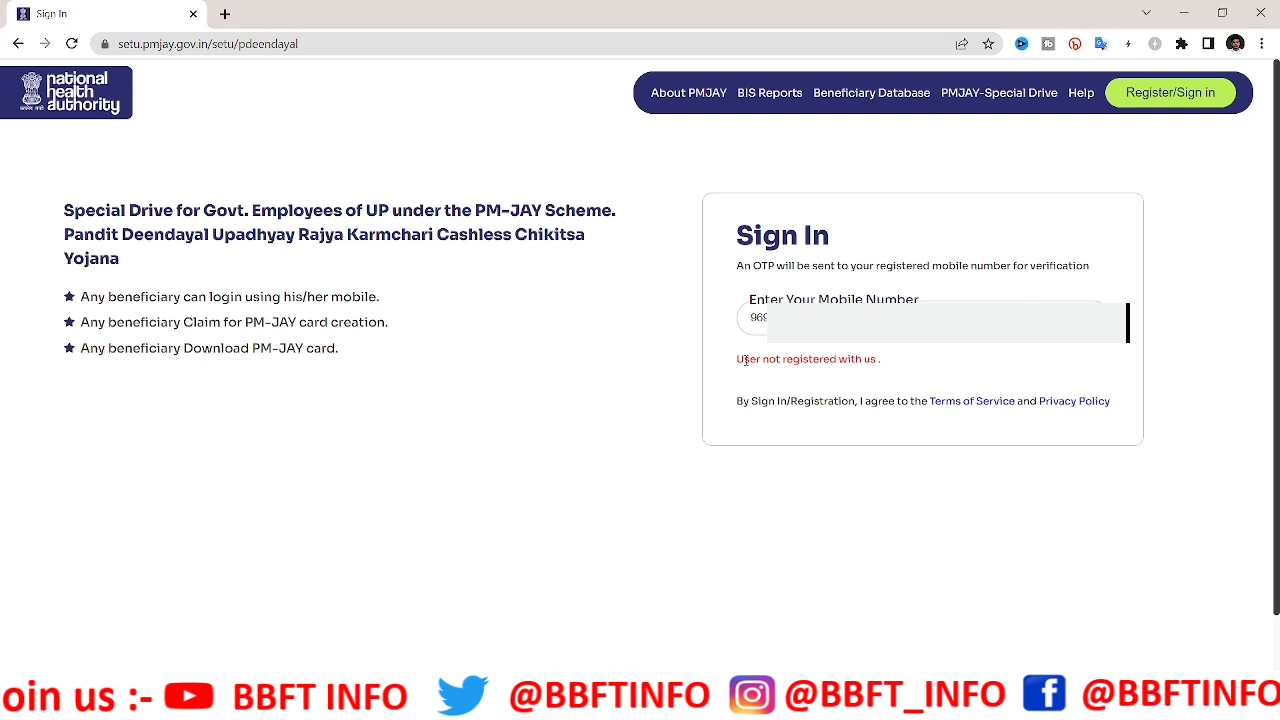 Sign In
setu.pmjay.gov.in/setu/pdeendayal
national
health
authority
About PMJAY BIS Reports Beneficiary Database PMJAY-Special Drive Help Register/Sign in
Special Drive for Govt. Employees of UP under the PM-JAY Scheme.
Pandit Deendayal Upadhyay Rajya Karmchari Cashless Chikitsa
Yojana
Any beneficiary can login using his/her mobile.
Any beneficiary Claim for PM-JAY card creation.
Any beneficiary Download PM-JAY card.
Sign In
An OTP will be sent to your registered mobile number for verification
Enter Your Mobile Number
969
User not registered with us .
By Sign In/Registration, I agree to the Terms of Service and Privacy Policy
oin us :- BBFT INFO @BBFTINFO @BBFT_INFO @BBFTINFO